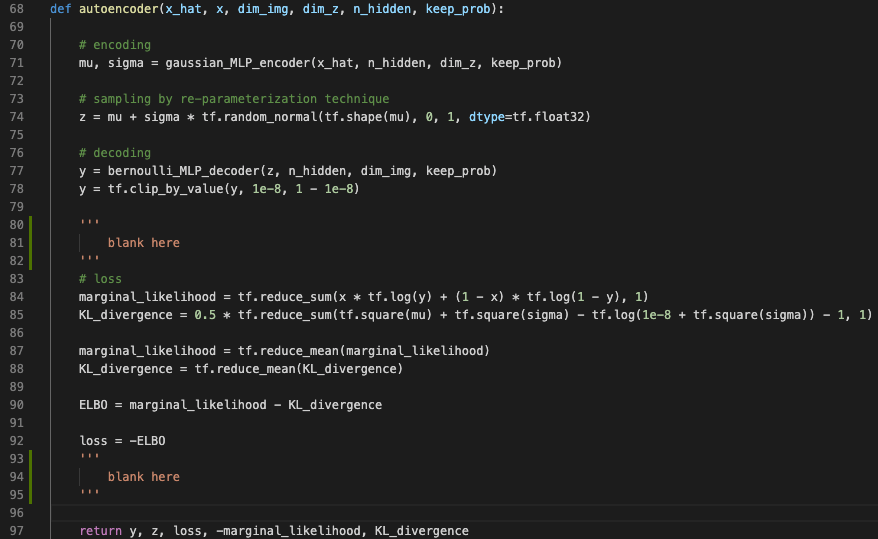 68 def autoencoder(x_hat, x, dim_img, dim_z, n_hidden, keep_prob):
69
70     # encoding
71     mu, sigma = gaussian_MLP_encoder(x_hat, n_hidden, dim_z, keep_prob)
72
73     # sampling by re-parameterization technique
74     z = mu + sigma * tf.random_normal(tf.shape(mu), 0, 1, dtype=tf.float32)
75
76     # decoding
77     y = bernoulli_MLP_decoder(z, n_hidden, dim_img, keep_prob)
78     y = tf.clip_by_value(y, 1e-8, 1 - 1e-8)
79
80     '''
81         blank here
82     '''
83     # loss
84     marginal_likelihood = tf.reduce_sum(x * tf.log(y) + (1 - x) * tf.log(1 - y), 1)
85     KL_divergence = 0.5 * tf.reduce_sum(tf.square(mu) + tf.square(sigma) - tf.log(1e-8 + tf.square(sigma)) - 1, 1)
86
87     marginal_likelihood = tf.reduce_mean(marginal_likelihood)
88     KL_divergence = tf.reduce_mean(KL_divergence)
89
90     ELBO = marginal_likelihood - KL_divergence
91
92     loss = -ELBO
93     '''
94         blank here
95     '''
96
97     return y, z, loss, -marginal_likelihood, KL_divergence